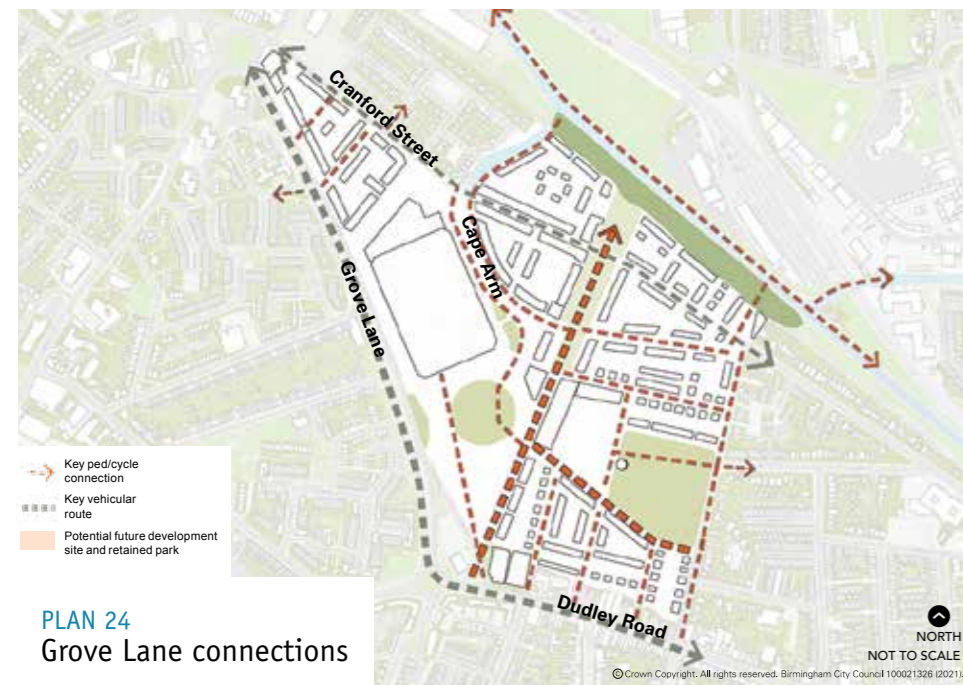 Cranford Street
Cape Arm
Grove Lane
Dudley Road
Key ped/cycle
connection
Key vehicular
route
Potential future development
site and retained park
PLAN 24
Grove Lane connections
NORTH
NOT TO SCALE
© Crown Copyright. All rights reserved. Birmingham City Council 100021326 (2021).